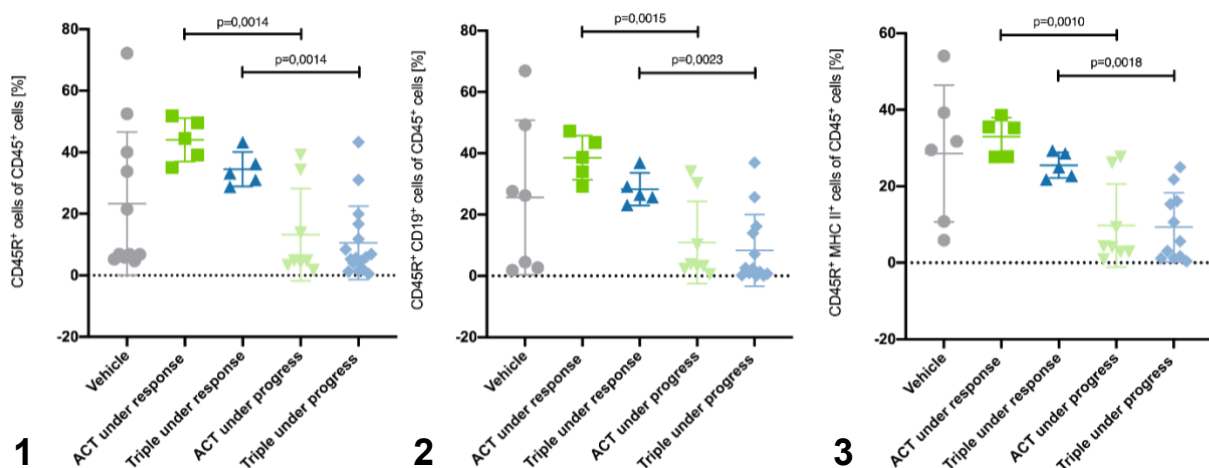 p=0,0014
p=0,0014
CD45R⁺ cells of CD45⁺ cells [%]
80
60
40
20
0
-20
Vehicle
ACT under response
Triple under response
ACT under progress
Triple under progress
1
p=0,0015
p=0,0023
CD45R⁺ CD19⁺ cells of CD45⁺ cells [%]
80
60
40
20
0
-20
Vehicle
ACT under response
Triple under response
ACT under progress
Triple under progress
2
p=0,0010
p=0,0018
CD45R⁺ MHC II⁺ cells of CD45⁺ cells [%]
60
40
20
0
-20
Vehicle
ACT under response
Triple under response
ACT under progress
Triple under progress
3